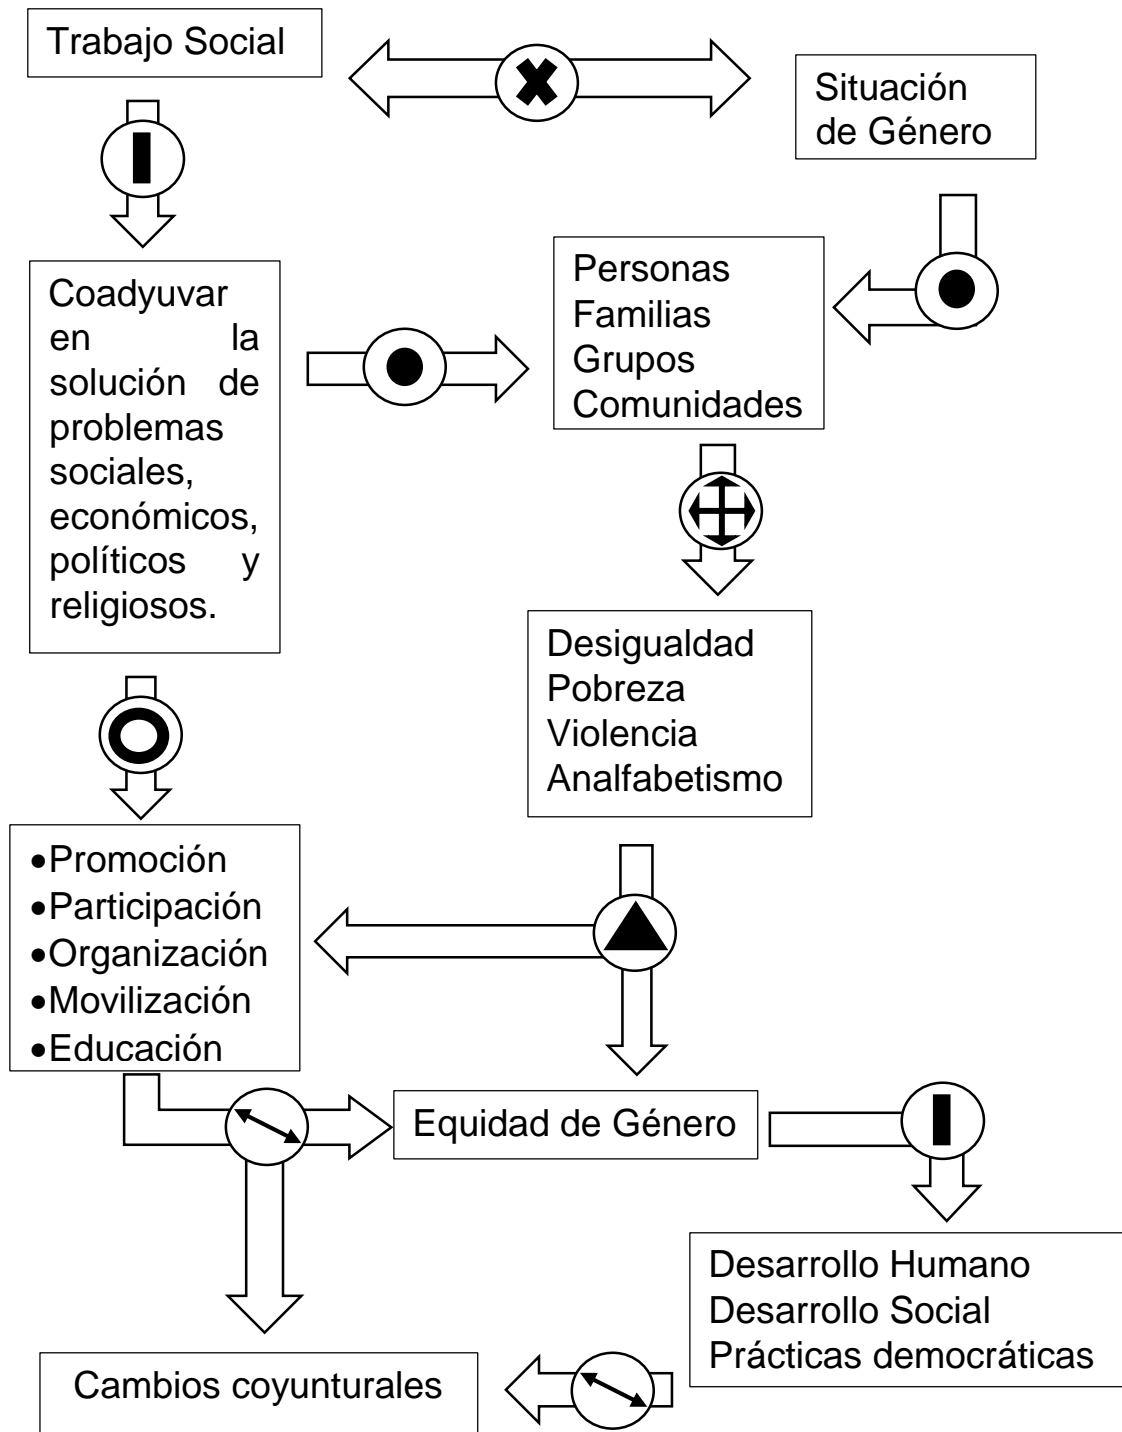 Trabajo Social
Situación
de Género
Coadyuvar
en la
solución de
problemas
sociales,
económicos,
políticos y
religiosos.
Personas
Familias
Grupos
Comunidades
Desigualdad
Pobreza
Violencia
Analfabetismo
•Promoción
•Participación
•Organización
•Movilización
•Educación
Equidad de Género
Desarrollo Humano
Desarrollo Social
Prácticas democráticas
Cambios coyunturales